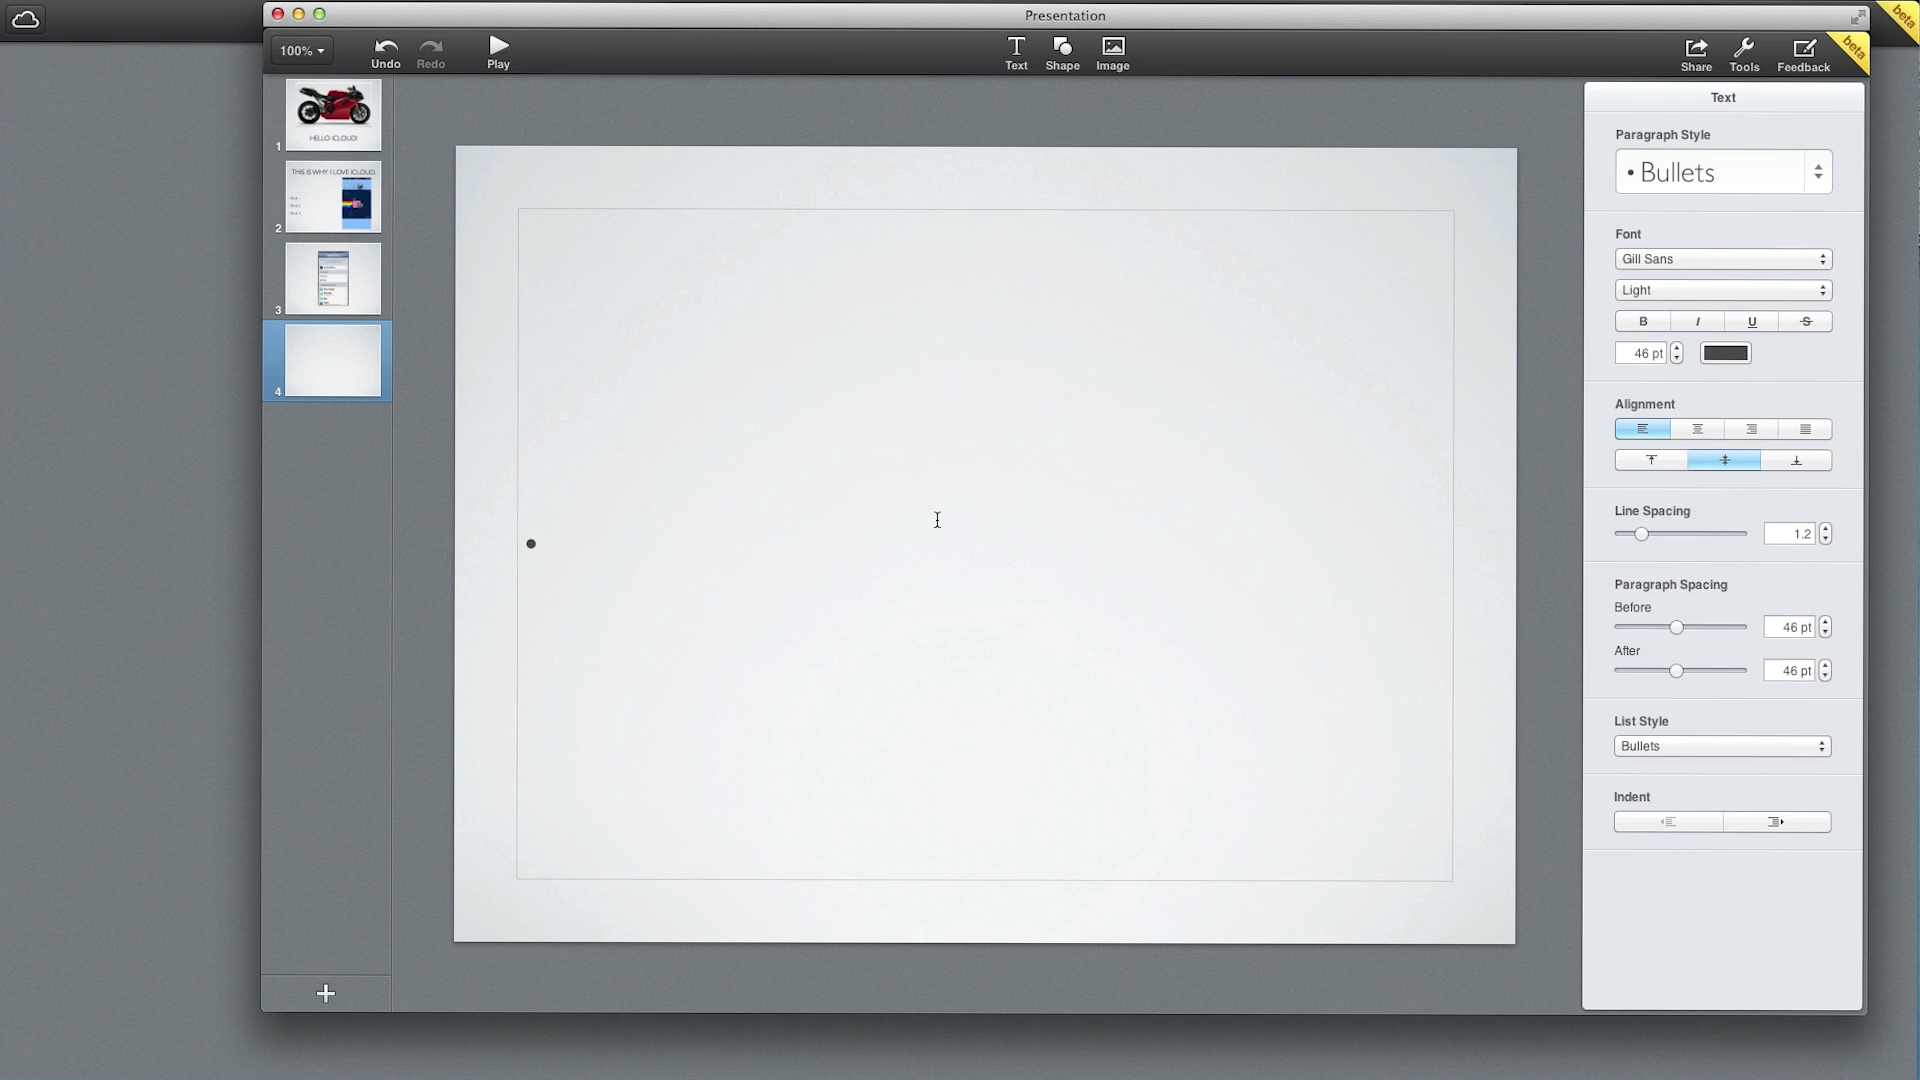 Presentation
beta
100%
Undo
Redo
Play
Text
Shape
Image
Share
Tools
Feedback
beta
HELLO ICLOUD!
1
THIS IS WHY I LOVE ICLOUD.
2
3
4
Text
Paragraph Style
• Bullets
Font
Gill Sans
Light
B I U S
46 pt
Alignment
Line Spacing
1.2
Paragraph Spacing
Before
46 pt
After
46 pt
List Style
Bullets
Indent